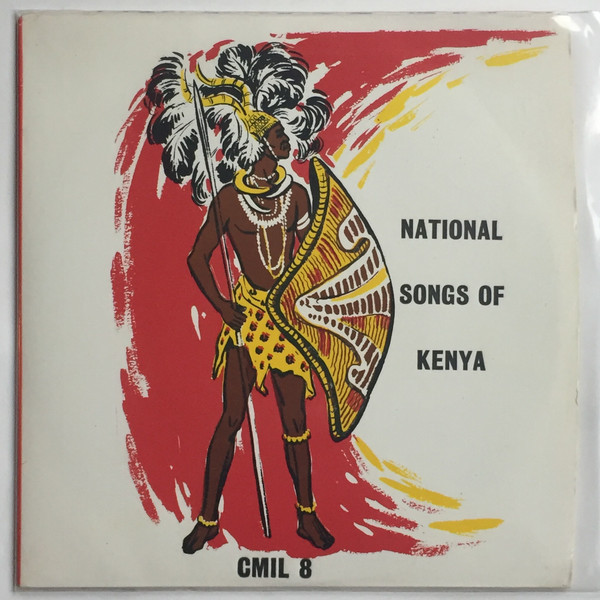 NATIONAL
SONGS OF
KENYA
CMIL 8